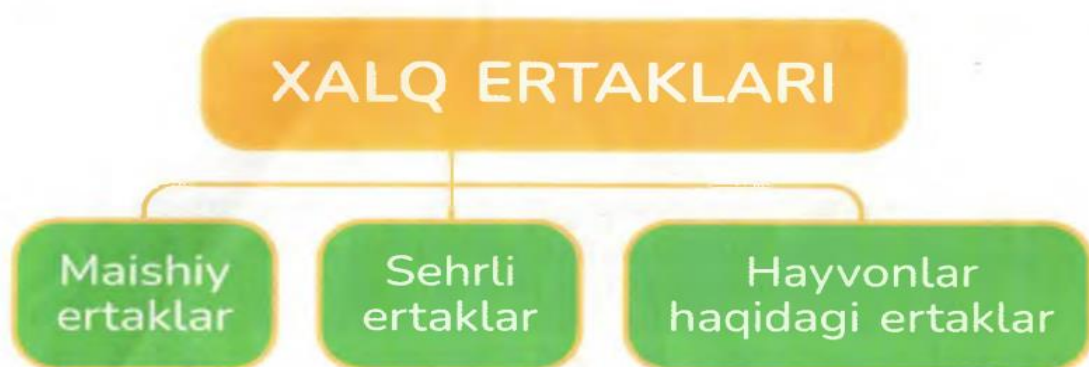 XALQ ERTAKLARI
Maishiy
ertaklar
Sehrli
ertaklar
Hayvonlar
haqidagi ertaklar